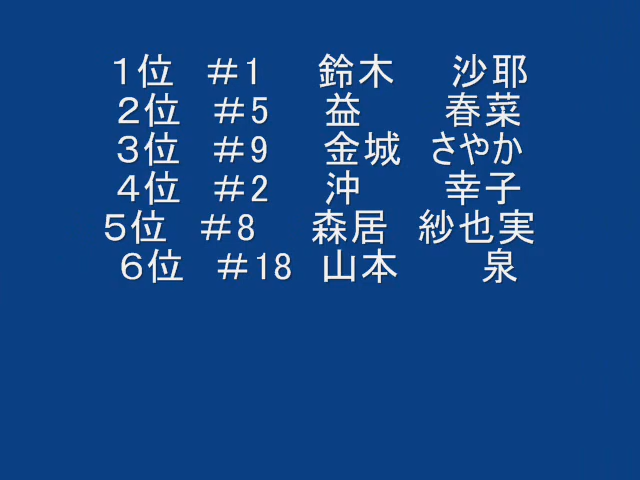 １位　＃1　鈴木　沙耶
２位　＃5　益　春菜
３位　＃9　金城　さやか
４位　＃2　沖　幸子
５位　＃8　森居　紗也実
６位　＃18　山本　泉